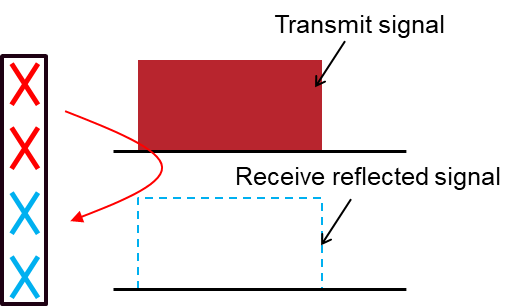 Transmit signal
Receive reflected signal